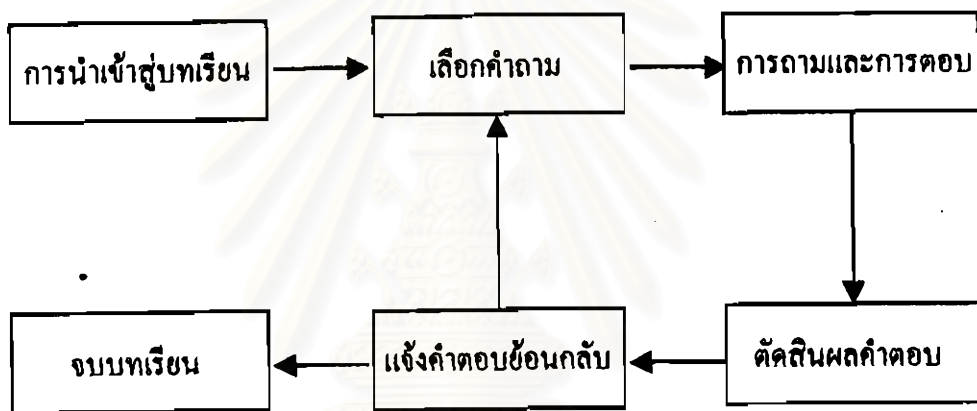 การนำเข้าสู่บทเรียน
เลือกคำถาม
การถามและการตอบ
จบบทเรียน
แจ้งคำตอบย้อนกลับ
ตัดสินผลคำตอบ